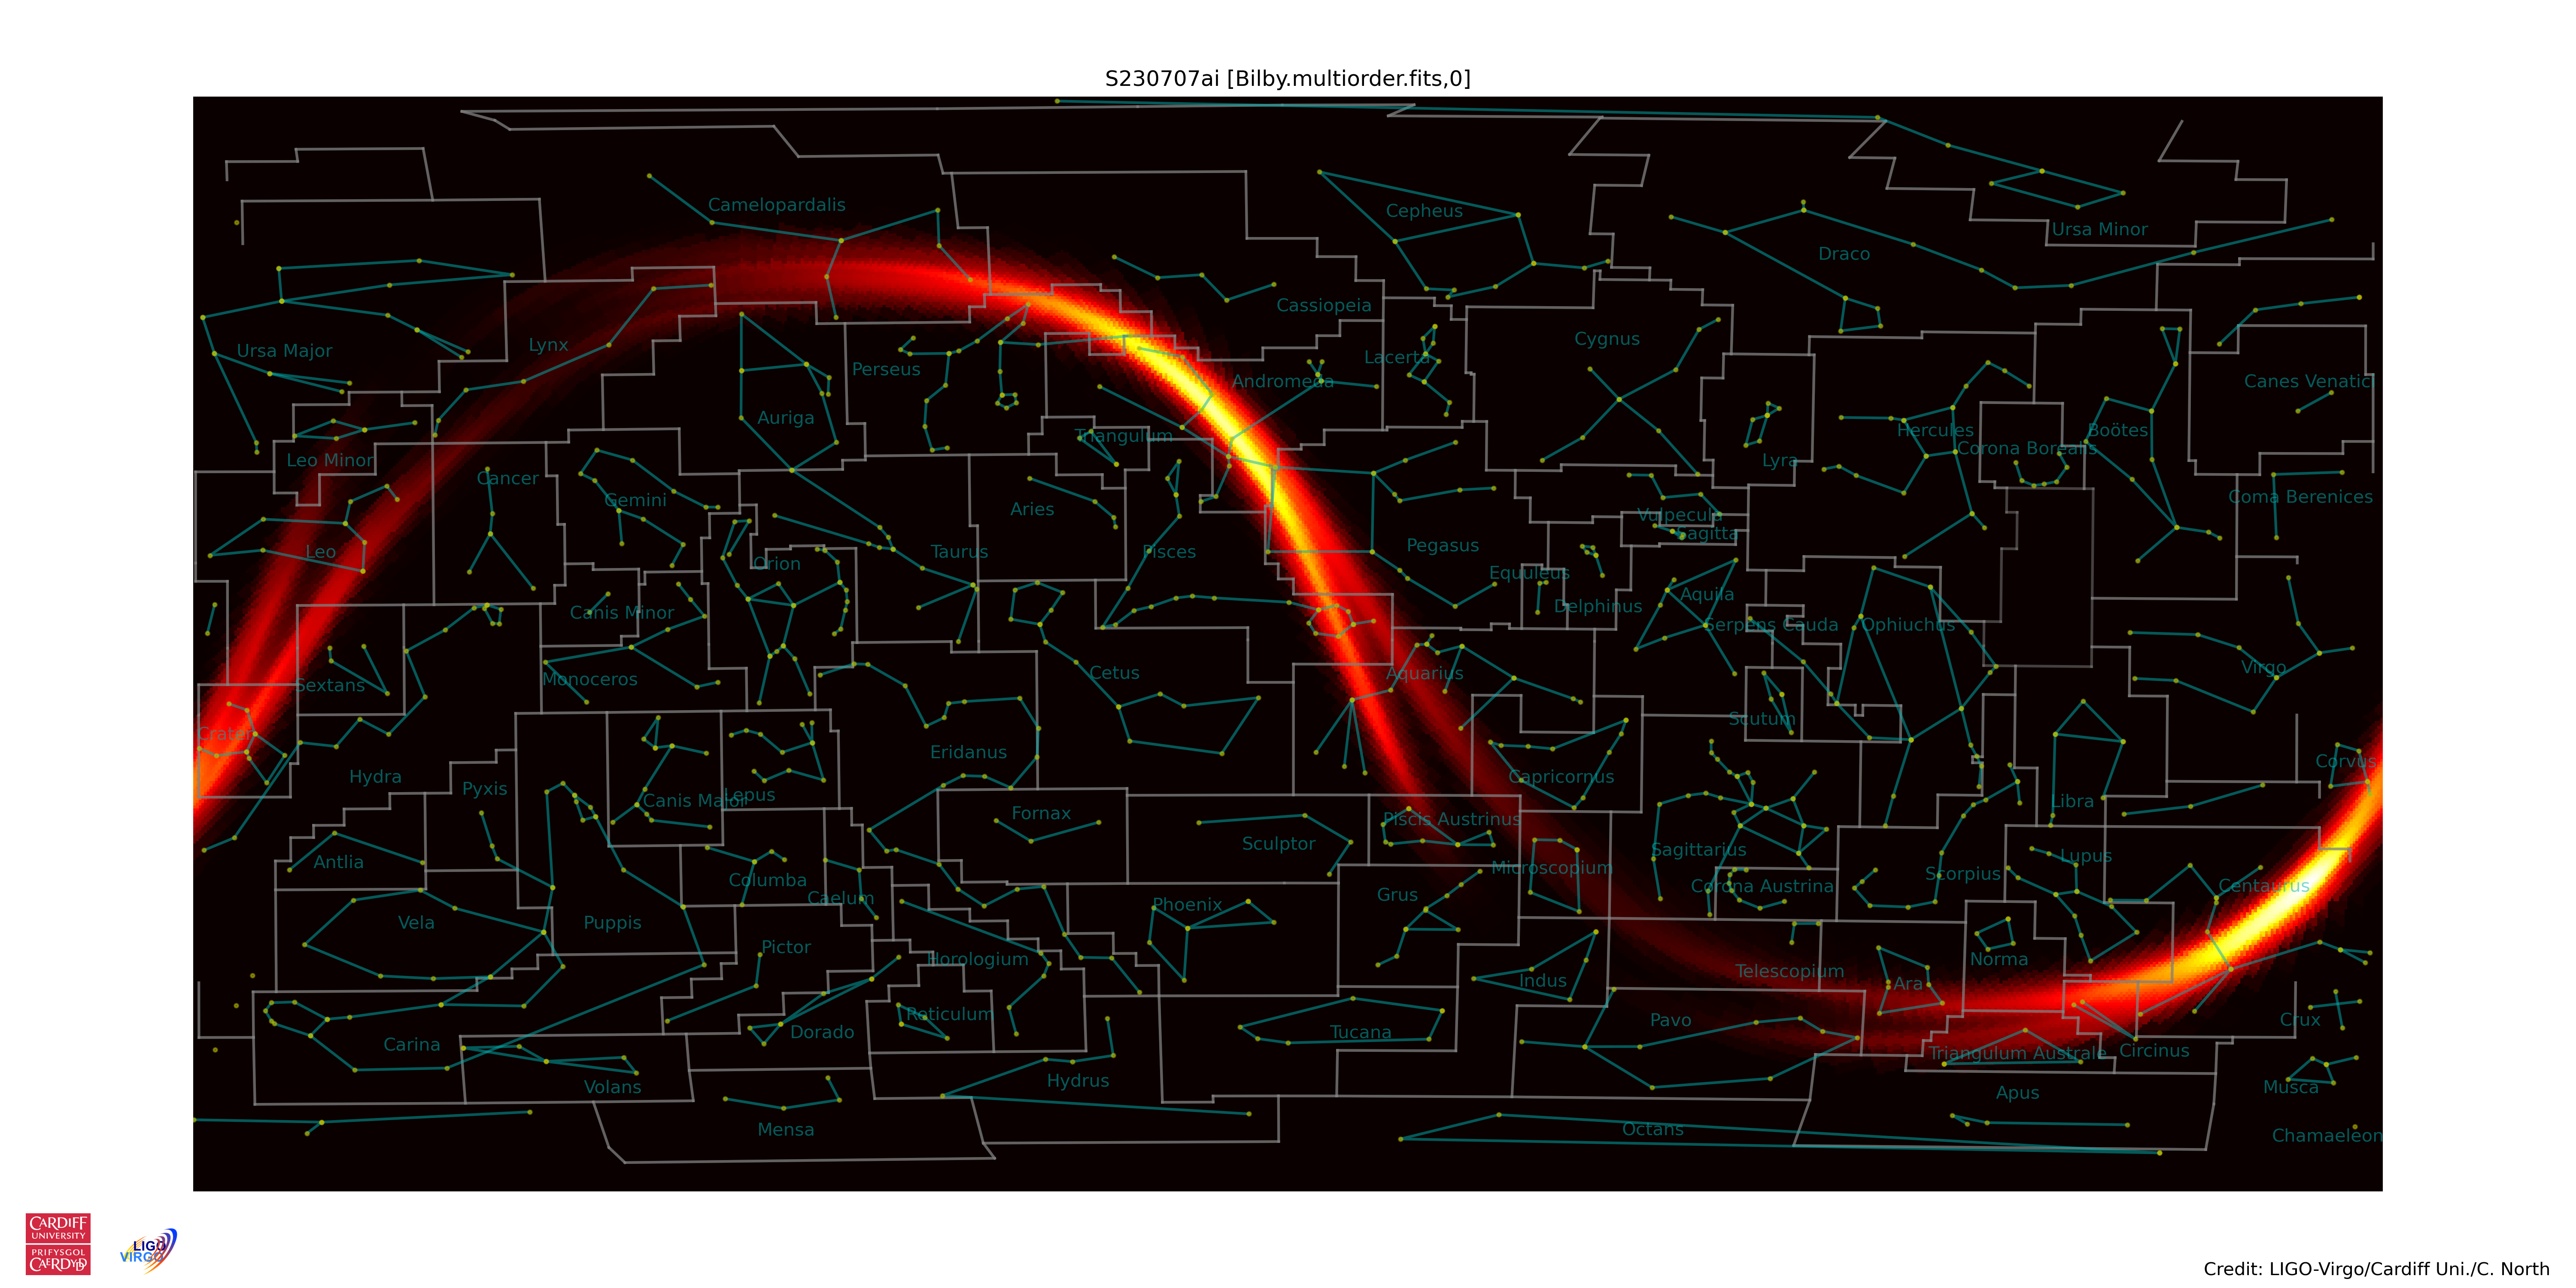 S230707ai [Bilby.multiorder.fits,0]
Camelopardalis
Cepheus
Ursa Minor
Draco
Cassiopeia
Cygnus
Ursa Major
Lynx
Lacerta
Perseus
Andromeda
Canes Venatic
Auriga
Triangulum
Hercules
Boötes
Corona Borealis
Leo Minor
Lyra
Cancer
Gemini
Coma Berenices
Aries
Vulpecula
Sagitta
Leo
Taurus
Pisces
Pegasus
Orion
Equuleus
Canis Minor
Delphinus
Aquila
Serpens Cauda
Ophiuchus
Sextans
Monoceros
Cetus
Aquarius
Virgo
Crater
Scutum
Eridanus
Corvus
Hydra
Pyxis
Capricornus
Canis Major
Lepus
Libra
Fornax
Piscis Austrinus
Antlia
Sculptor
Sagittarius
Lupus
Microscopium
Columba
Caelum
Grus
Corona Austrina
Scorpius
Centaurus
Vela
Puppis
Phoenix
Pictor
Horologium
Telescopium
Norma
Indus
Ara
Reticulum
Carina
Dorado
Tucana
Pavo
Crux
Triangulum Australe
Circinus
Volans
Hydrus
Apus
Musca
Mensa
Octans
Chamaeleon
CARDIFF
UNIVERSITY
PRIFYSGOL
CAERDYDD
LIGO
VIRGO
Credit: LIGO-Virgo/Cardiff Uni./C. North